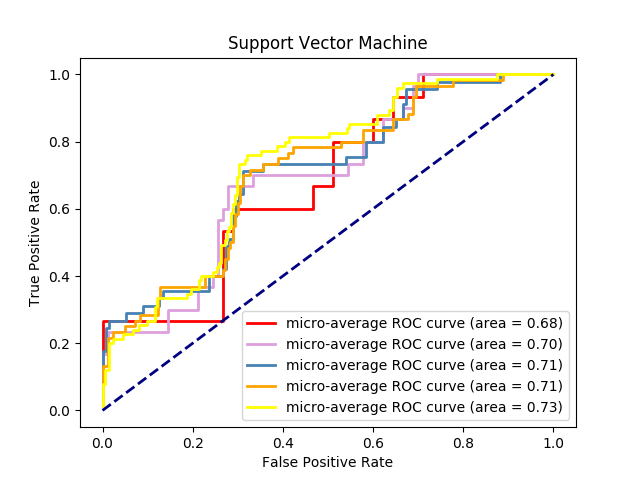 Support Vector Machine
True Positive Rate
1.0
0.8
0.6
0.4
0.2
0.0
micro-average ROC curve (area = 0.68)
micro-average ROC curve (area = 0.70)
micro-average ROC curve (area = 0.71)
micro-average ROC curve (area = 0.71)
micro-average ROC curve (area = 0.73)
0.0 0.2 0.4 0.6 0.8 1.0
False Positive Rate